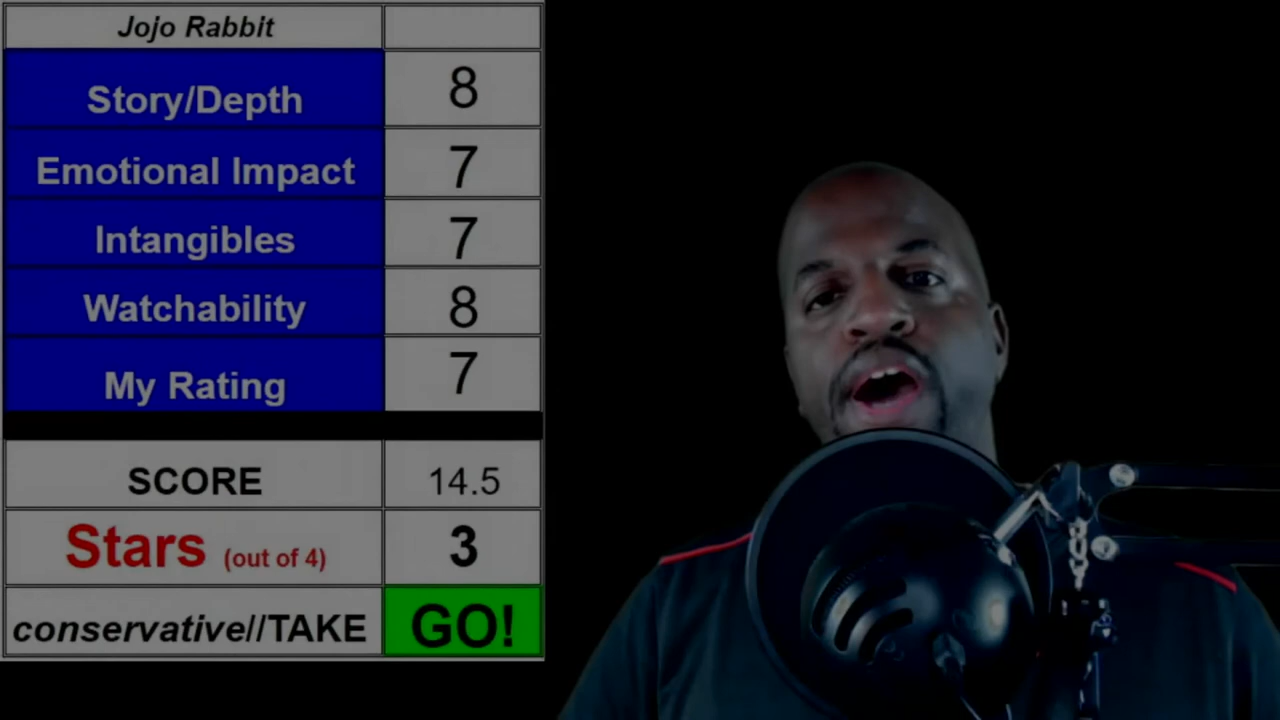 Jojo Rabbit
Story/Depth 8
Emotional Impact 7
Intangibles 7
Watchability 8
My Rating 7
SCORE 14.5
Stars (out of 4) 3
conservative//TAKE GO!